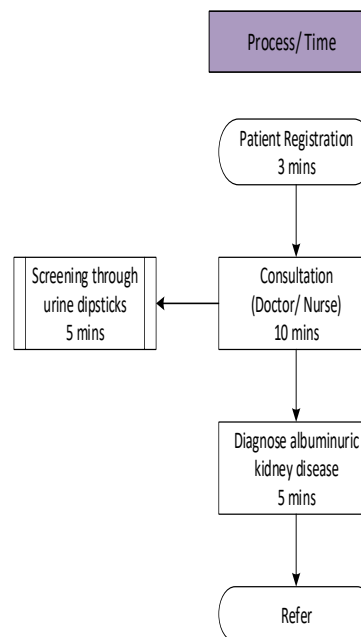 Process/ Time
Patient Registration
3 mins
Screening through
urine dipsticks
5 mins
Consultation
(Doctor/ Nurse)
10 mins
Diagnose albuminuric
kidney disease
5 mins
Refer